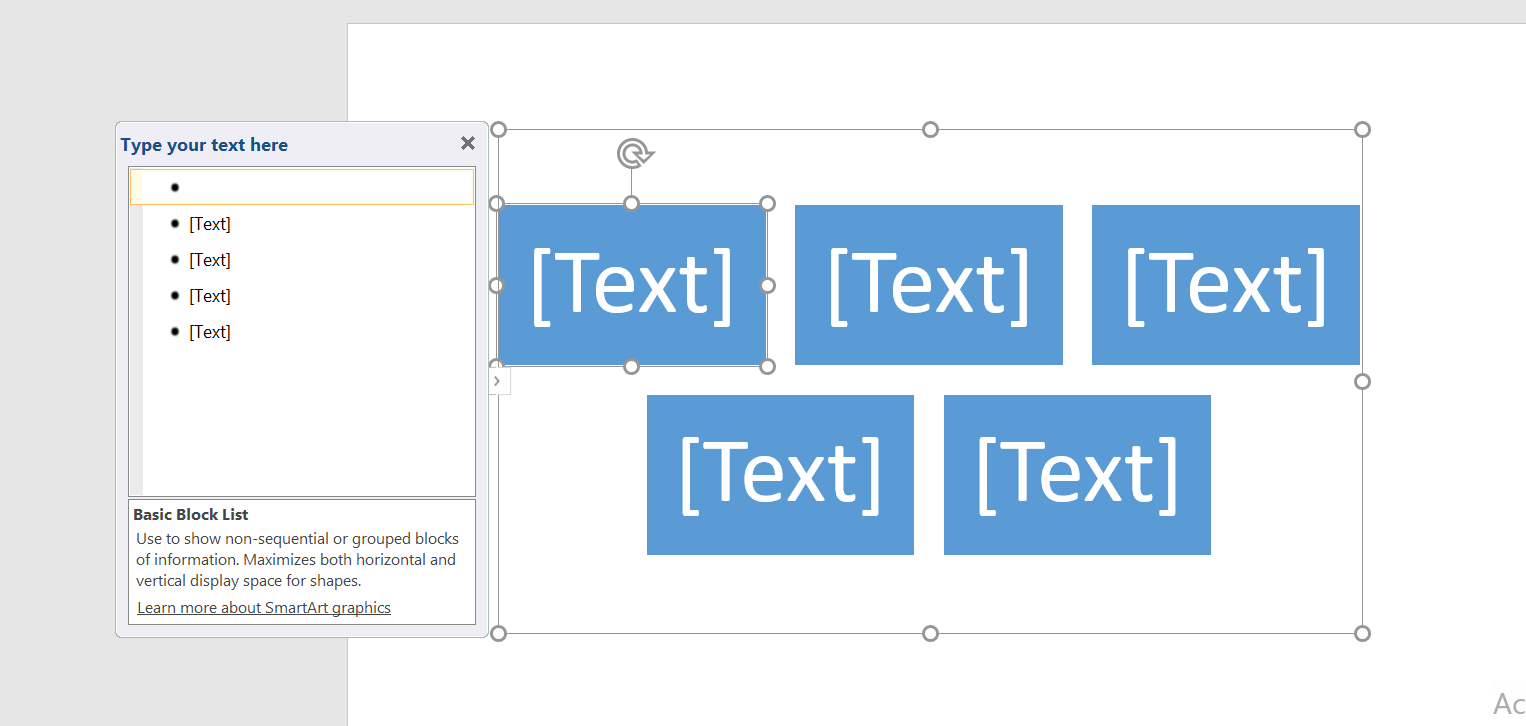 Type your text here
[Text]
[Text]
[Text]
[Text]
Basic Block List
Use to show non-sequential or grouped blocks
of information. Maximizes both horizontal and
vertical display space for shapes.
Learn more about SmartArt graphics
[Text] [Text] [Text]
[Text] [Text]